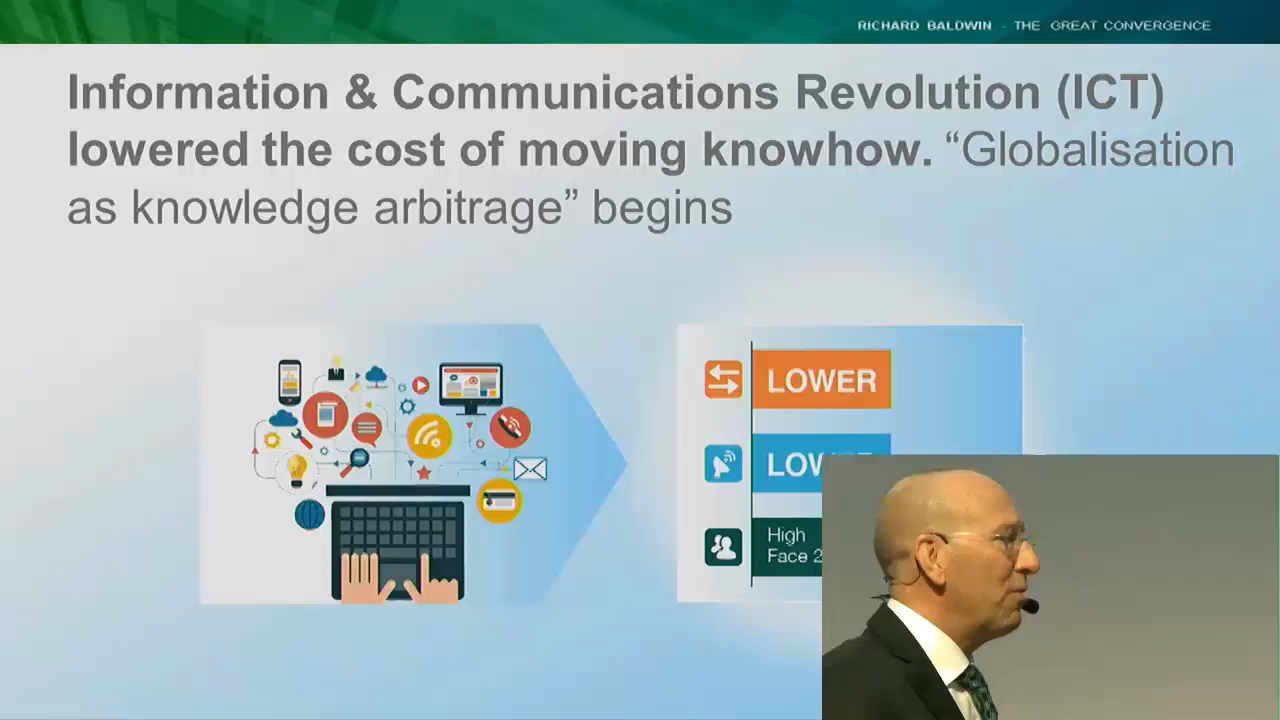 RICHARD BALDWIN - THE GREAT CONVERGENCE
Information & Communications Revolution (ICT)
lowered the cost of moving knowhow. “Globalisation
as knowledge arbitrage” begins
LOWER
High
Face